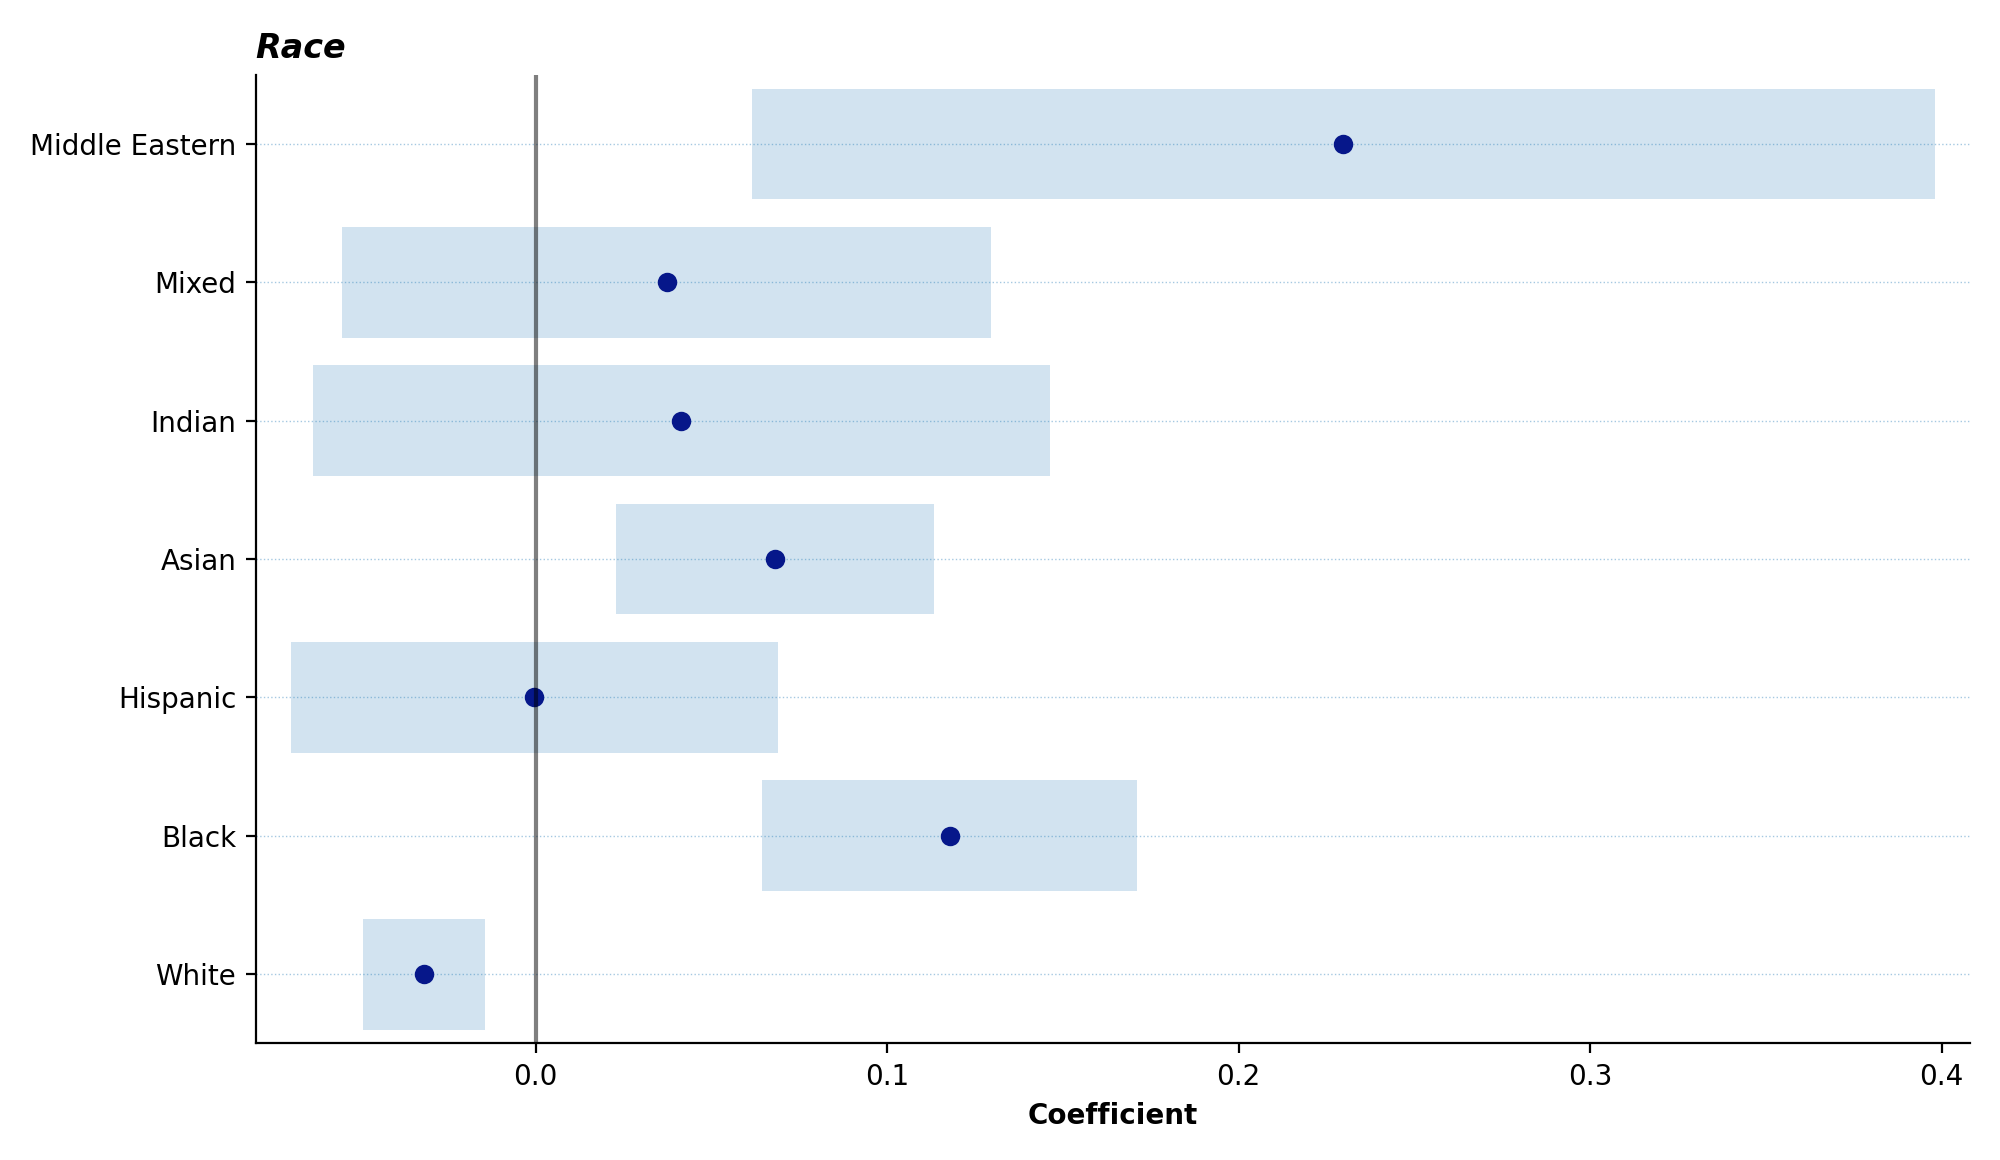 Race
Middle Eastern
Mixed
Indian
Asian
Hispanic
Black
White
0.0 0.1 0.2 0.3 0.4
Coefficient